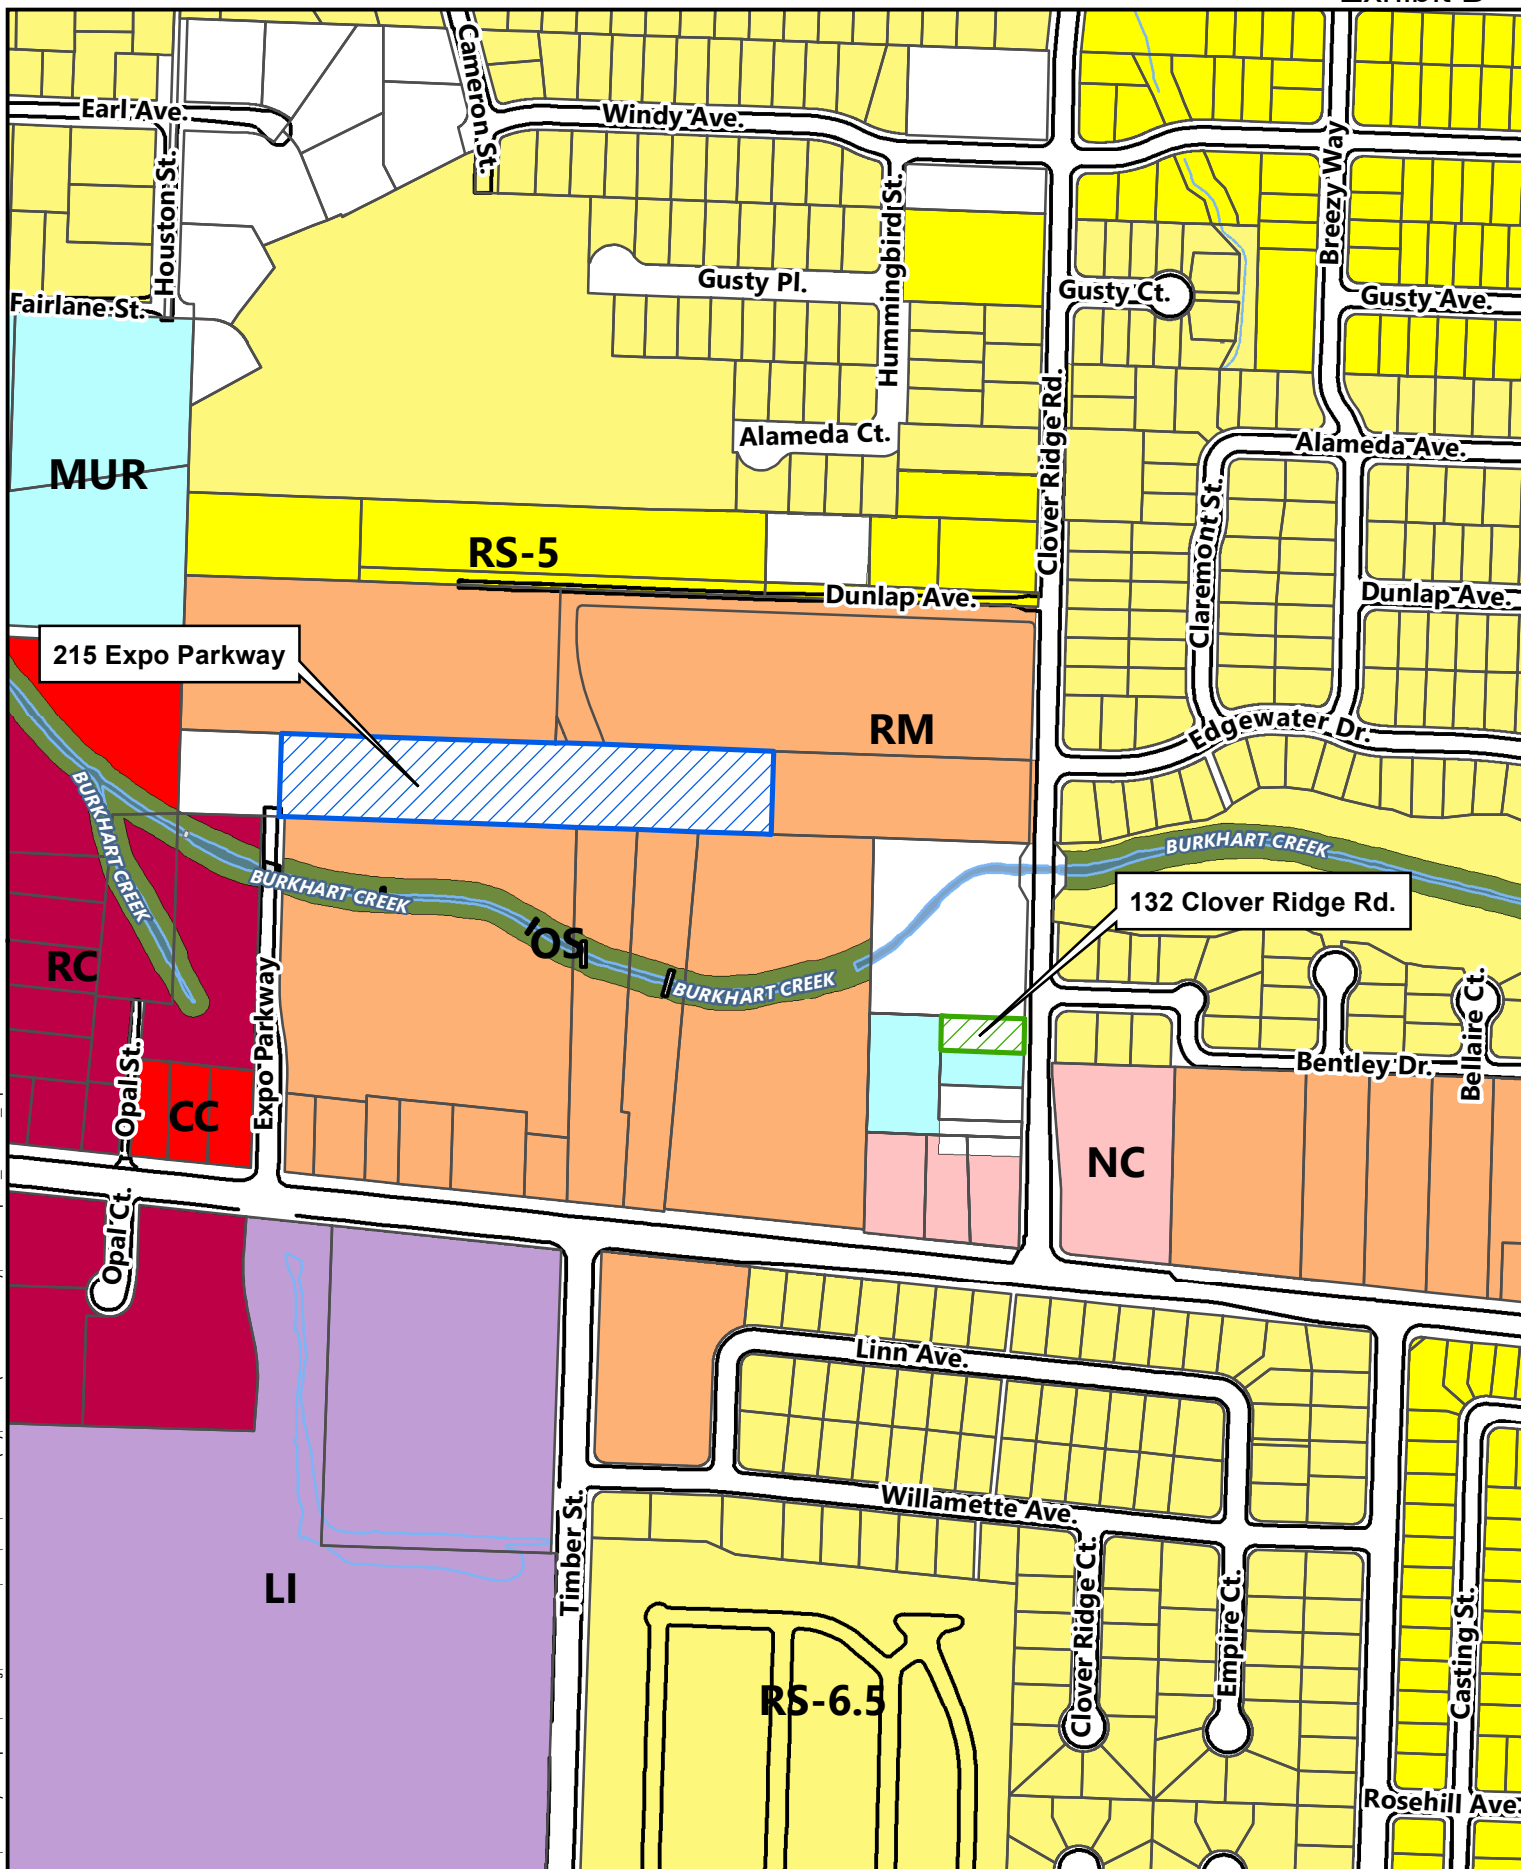 Earl Ave.
Cameron St.
Windy Ave.
Houston St.
Breezy Way
Hummingbird St.
Gusty Pl.
Gusty Ct.
Gusty Ave.
Fairlane St.
Clover Ridge Rd.
Alameda Ct.
Alameda Ave.
MUR
Claremont St.
RS-5
Dunlap Ave.
Dunlap Ave.
215 Expo Parkway
RM
Edgewater Dr.
BURKHART CREEK
BURKHART CREEK
BURKHART CREEK
132 Clover Ridge Rd.
OS
RC
BURKHART CREEK
Expo Parkway
Opal St.
Bellaire Ct.
Bentley Dr.
CC
NC
Opal Ct.
Linn Ave.
Willamette Ave.
Timber St.
LI
Clover Ridge Ct.
Empire Ct.
Casting St.
RS-6.5
Rosehill Ave.